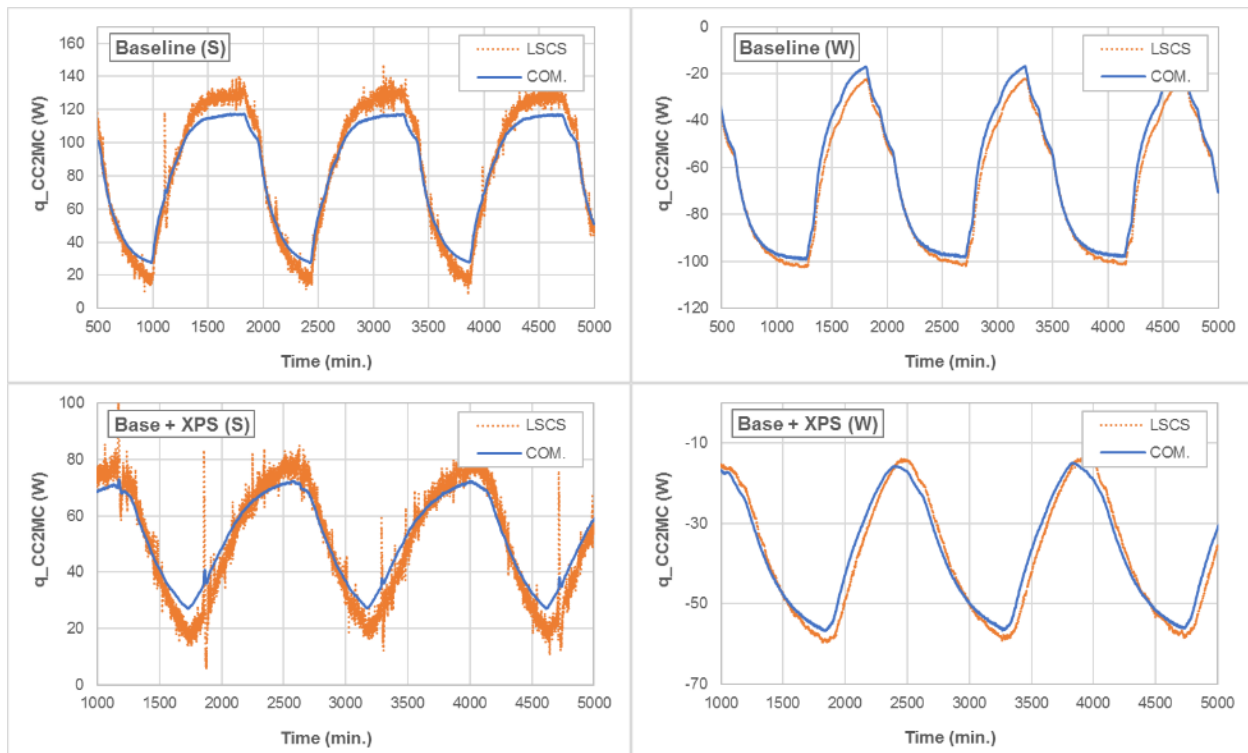 Baseline (S)
LSCS
COM.
q_CC2MC (W)
160
140
120
100
80
60
40
20
0
500 1000 1500 2000 2500 3000 3500 4000 4500 5000
Time (min.)
Baseline (W)
LSCS
COM.
q_CC2MC (W)
0
-20
-40
-60
-80
-100
-120
500 1000 1500 2000 2500 3000 3500 4000 4500 5000
Time (min.)
Base + XPS (S)
LSCS
COM.
q_CC2MC (W)
100
80
60
40
20
0
1000 1500 2000 2500 3000 3500 4000 4500 5000
Time (min.)
Base + XPS (W)
LSCS
COM.
q_CC2MC (W)
-10
-30
-50
-70
1000 1500 2000 2500 3000 3500 4000 4500 5000
Time (min.)